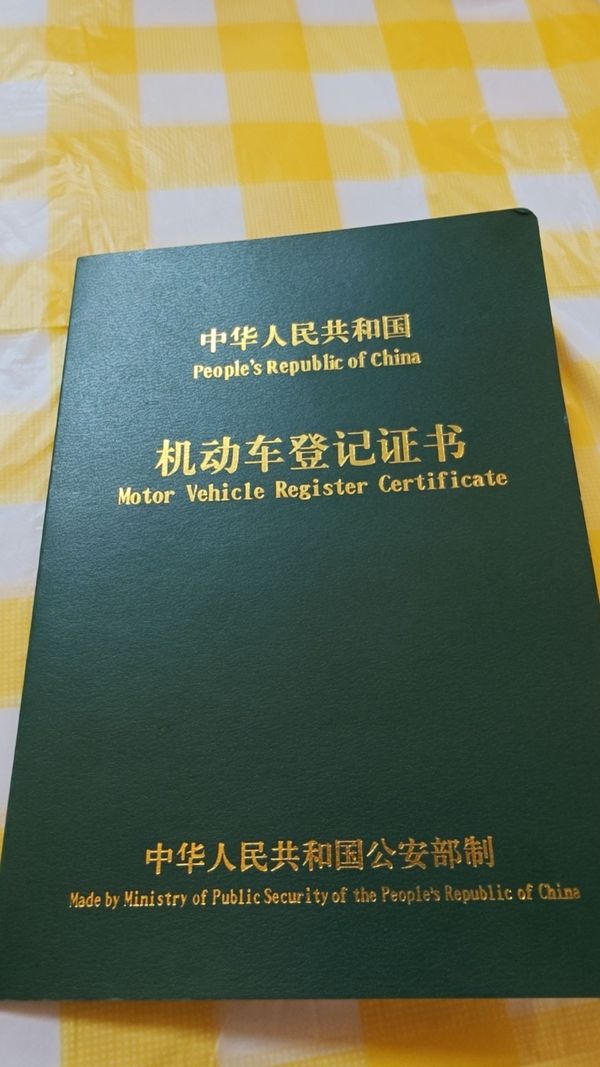 中华人民共和国
People's Republic of China
机动车登记证书
Motor Vehicle Register Certificate
中华人民共和国公安部制
Made by Ministry of Public Security of the People's Republic of China